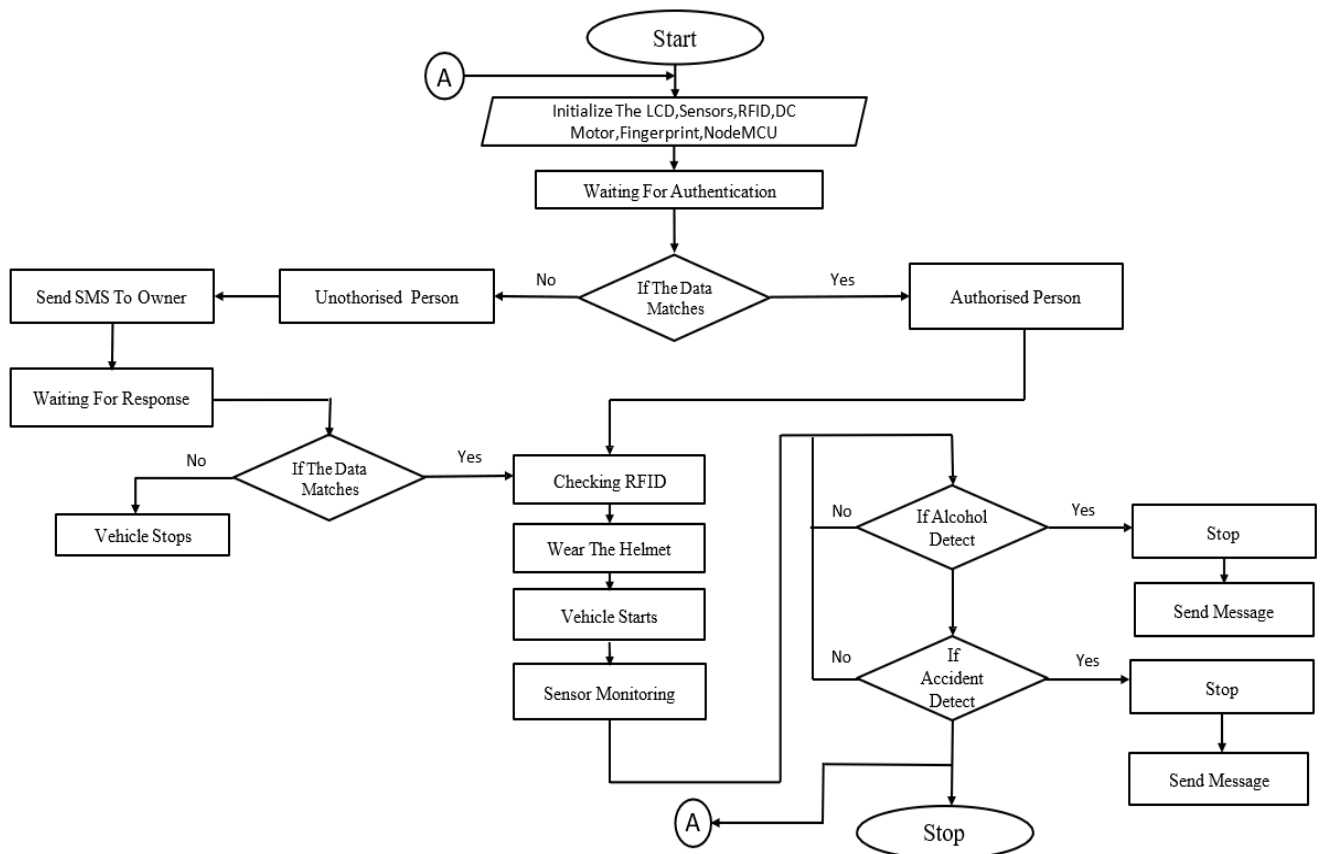 Start
A
Initialize The LCD,Sensors,RFID,DC
Motor,Fingerprint,NodeMCU
Waiting For Authentication
No
Yes
Send SMS To Owner
Unothorised Person
If The Data
Matches
Authorised Person
Waiting For Response
No
If The Data
Matches
Yes
Checking RFID
Vehicle Stops
Wear The Helmet
Vehicle Starts
Sensor Monitoring
No
If Alcohol
Detect
Yes
Stop
Send Message
No
If
Accident
Detect
Yes
Stop
Send Message
A
Stop